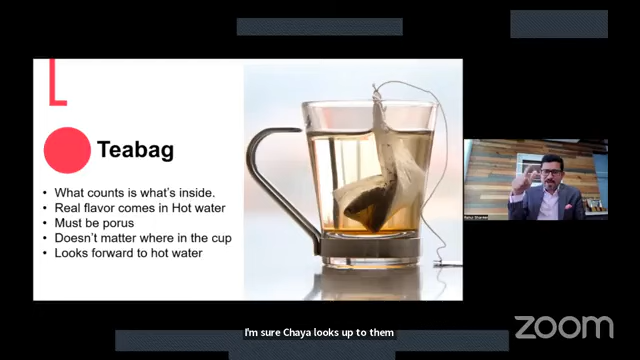 Teabag
• What counts is what's inside.
• Real flavor comes in Hot water
• Must be porus
• Doesn't matter where in the cup
• Looks forward to hot water
I'm sure Chaya looks up to them
zoom